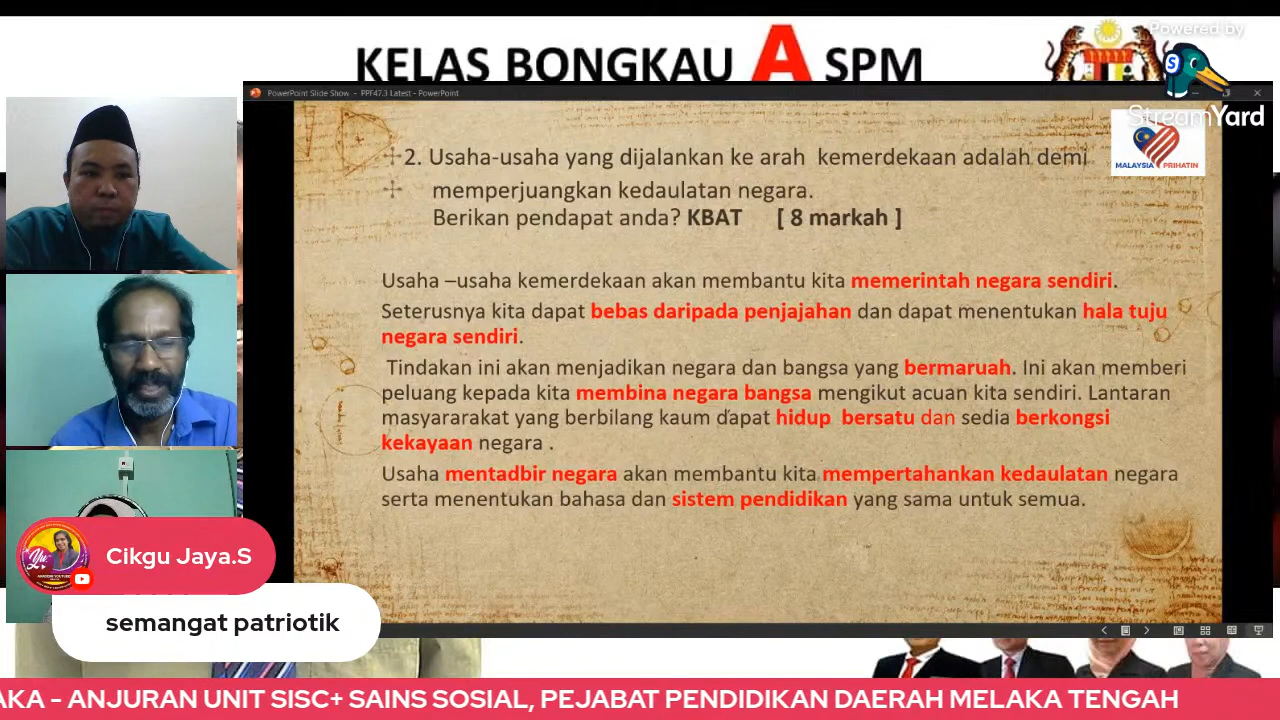 Powered by
KELAS BONGKAU A SPM
StreamYard
PowerPoint Slide Show - PPF47.3 Latest - PowerPoint
MALAYSIA PRIHATIN
2. Usaha-usaha yang dijalankan ke arah kemerdekaan adalah demi
memperjuangkan kedaulatan negara.
Berikan pendapat anda? KBAT [ 8 markah ]
Usaha –usaha kemerdekaan akan membantu kita memerintah negara sendiri.
Seterusnya kita dapat bebas daripada penjajahan dan dapat menentukan hala tuju
negara sendiri.
Tindakan ini akan menjadikan negara dan bangsa yang bermaruah. Ini akan memberi
peluang kepada kita membina negara bangsa mengikut acuan kita sendiri. Lantaran
masyararakat yang berbilang kaum dapat hidup bersatu dan sedia berkongsi
kekayaan negara .
Usaha mentadbir negara akan membantu kita mempertahankan kedaulatan negara
serta menentukan bahasa dan sistem pendidikan yang sama untuk semua.
Cikgu Jaya.S
semangat patriotik
AKA - ANJURAN UNIT SISC+ SAINS SOSIAL, PEJABAT PENDIDIKAN DAERAH MELAKA TENGAH